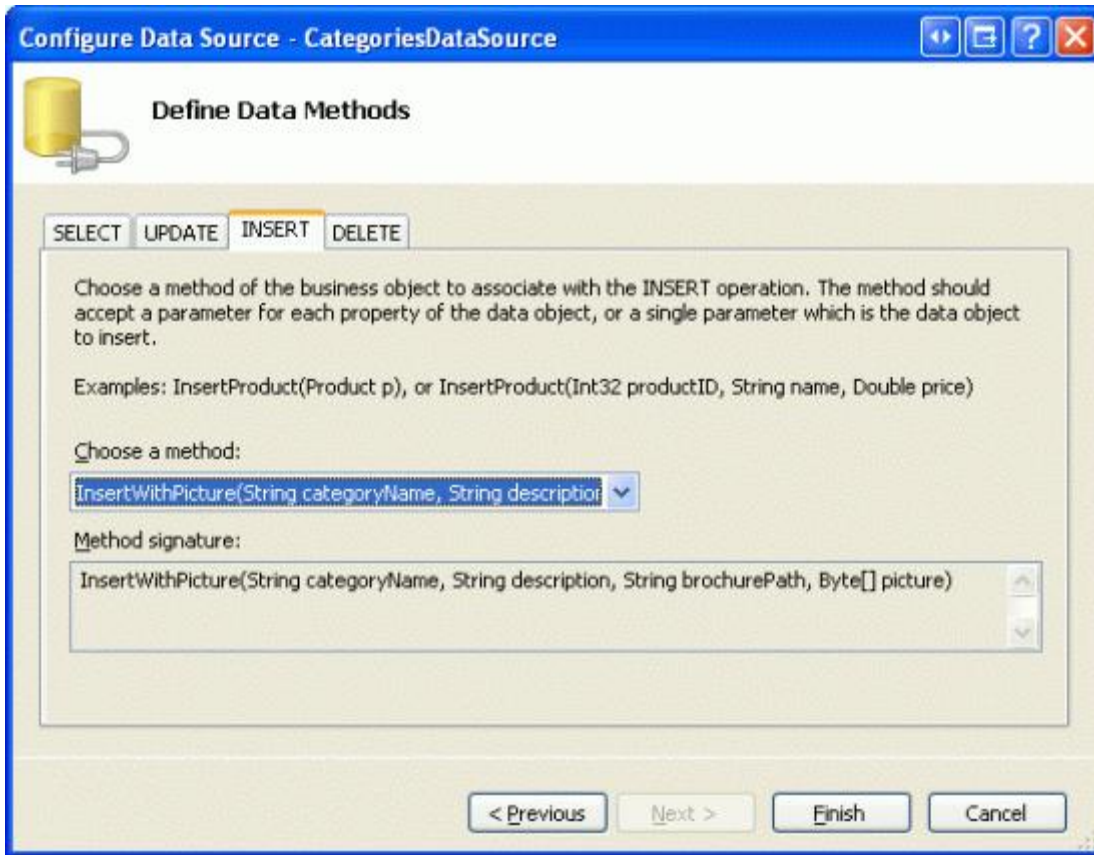 Configure Data Source - CategoriesDataSource
Define Data Methods
SELECT UPDATE INSERT DELETE
Choose a method of the business object to associate with the INSERT operation. The method should
accept a parameter for each property of the data object, or a single parameter which is the data object
to insert.
Examples: InsertProduct(Product p), or InsertProduct(Int32 productID, String name, Double price)
Choose a method:
InsertWithPicture(String categoryName, String description
Method signature:
InsertWithPicture(String categoryName, String description, String brochurePath, Byte[] picture)
< Previous Next > Finish Cancel